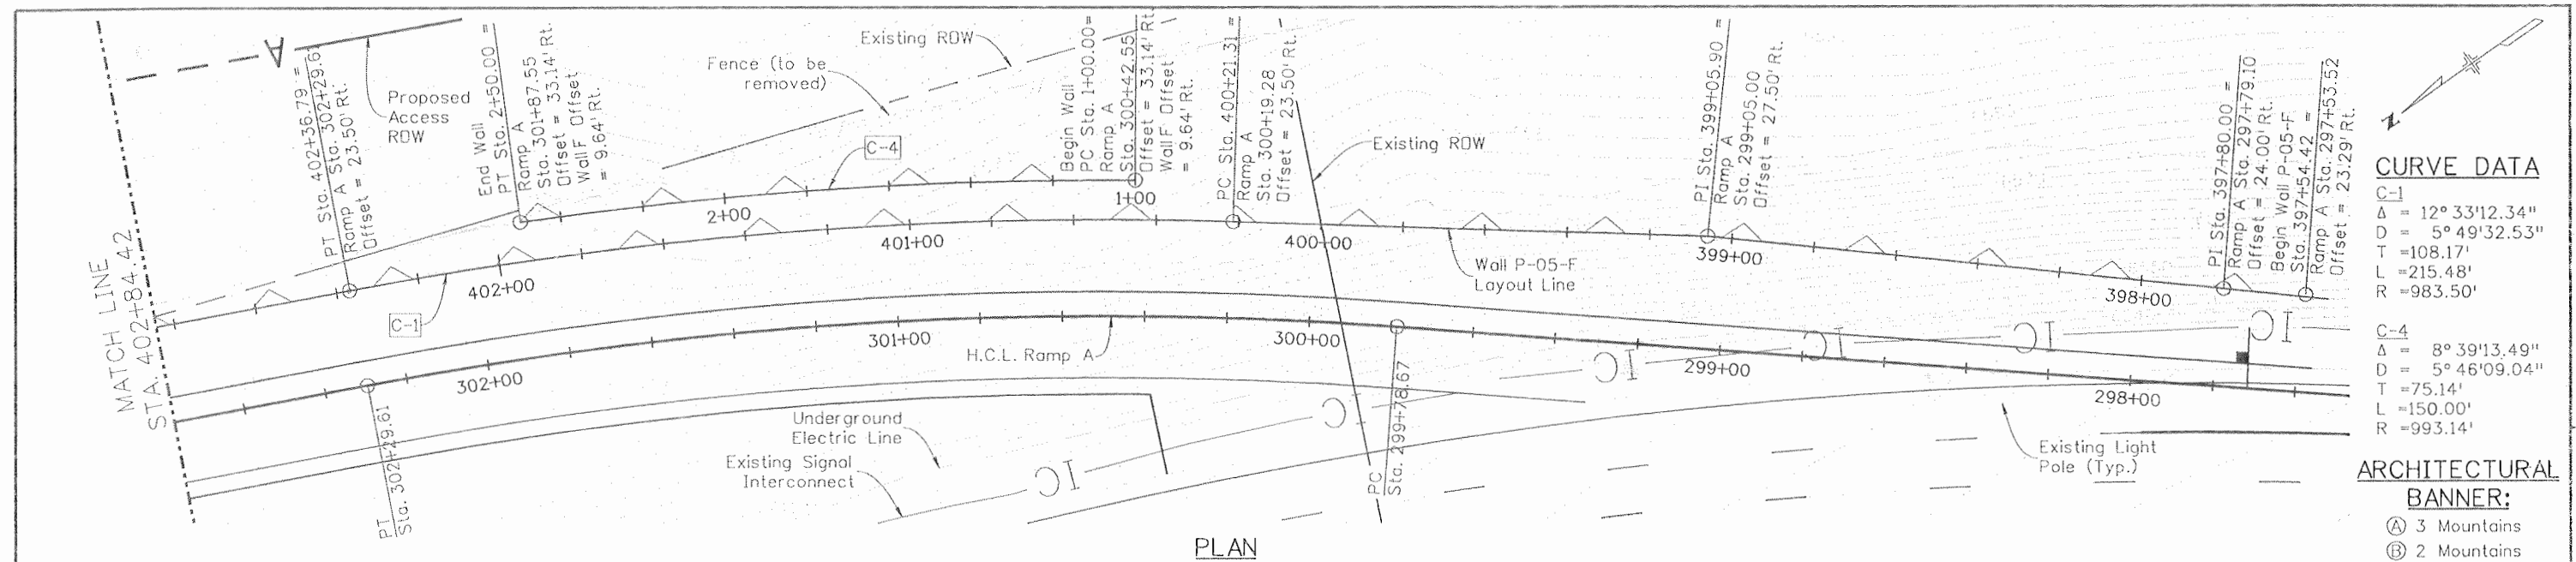 MATCH LINE
STA. 402+84.42
A
Proposed
Access
ROW
PT Sta. 402+36.79 =
Ramp A Sta. 302+29.61
Offset = 23.50' Rt.
End Wall
PT Sta. 2+50.00 =
Ramp A
Sta. 301+87.55
Offset = 33.14' Rt.
Wall F Offset
= 9.64' Rt.
Fence (to be
removed)
Existing ROW
C-4
Begin Wall
PC Sta. 1+00.00=
Ramp A
Sta. 300+42.55
Offset = 33.14' Rt.
Wall F Offset
= 9.64' Rt.
PC Sta. 400+21.31 =
Ramp A
Sta. 300+19.28
Offset = 23.50' Rt.
Existing ROW
PI Sta. 399+05.90 =
Ramp A
Sta. 299+05.00
Offset = 27.50' Rt.
PI Sta. 397+80.00 =
Ramp A Sta. 297+79.10
Offset = 24.00' Rt.
Begin Wall P-05-F
Sta. 397+54.42 =
Ramp A Sta. 297+53.52
Offset = 23.29' Rt.
2+00
1+00
402+00
401+00
400+00
399+00
398+00
Wall P-05-F
Layout Line
C-1
302+00
301+00
300+00
299+00
298+00
H.C.L. Ramp A
PT
Sta. 302+29.61
PC
Sta. 299+78.67
Underground
Electric Line
Existing Signal
Interconnect
IC
IC
IC
IC
IC
IC
Existing Light
Pole (Typ.)
PLAN
CURVE DATA
C-1
Δ = 12° 33'12.34"
D = 5° 49'32.53"
T =108.17'
L =215.48'
R =983.50'
C-4
Δ = 8° 39'13.49"
D = 5° 46'09.04"
T =75.14'
L =150.00'
R =993.14'
ARCHITECTURAL
BANNER:
Ⓐ 3 Mountains
Ⓑ 2 Mountains